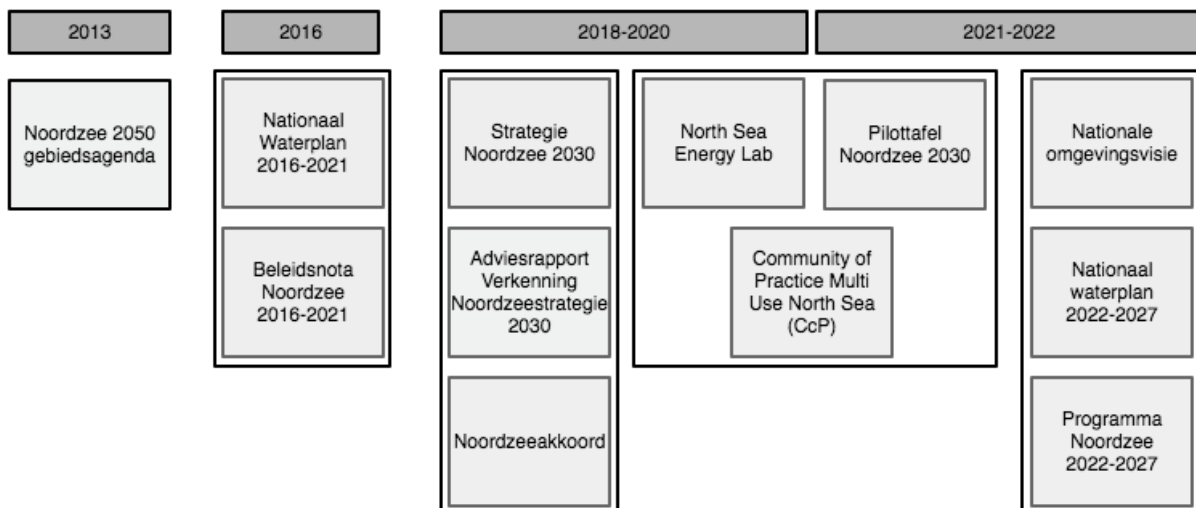 2013
2016
2018-2020
2021-2022
Noordzee 2050
gebiedsagenda
Nationaal
Waterplan
2016-2021
Beleidsnota
Noordzee
2016-2021
Strategie
Noordzee 2030
Adviesrapport
Verkenning
Noordzeestrategie
2030
Noordzeeakkoord
North Sea
Energy Lab
Pilottafel
Noordzee 2030
Community of
Practice Multi
Use North Sea
(CcP)
Nationale
omgevingsvisie
Nationaal
waterplan
2022-2027
Programma
Noordzee
2022-2027